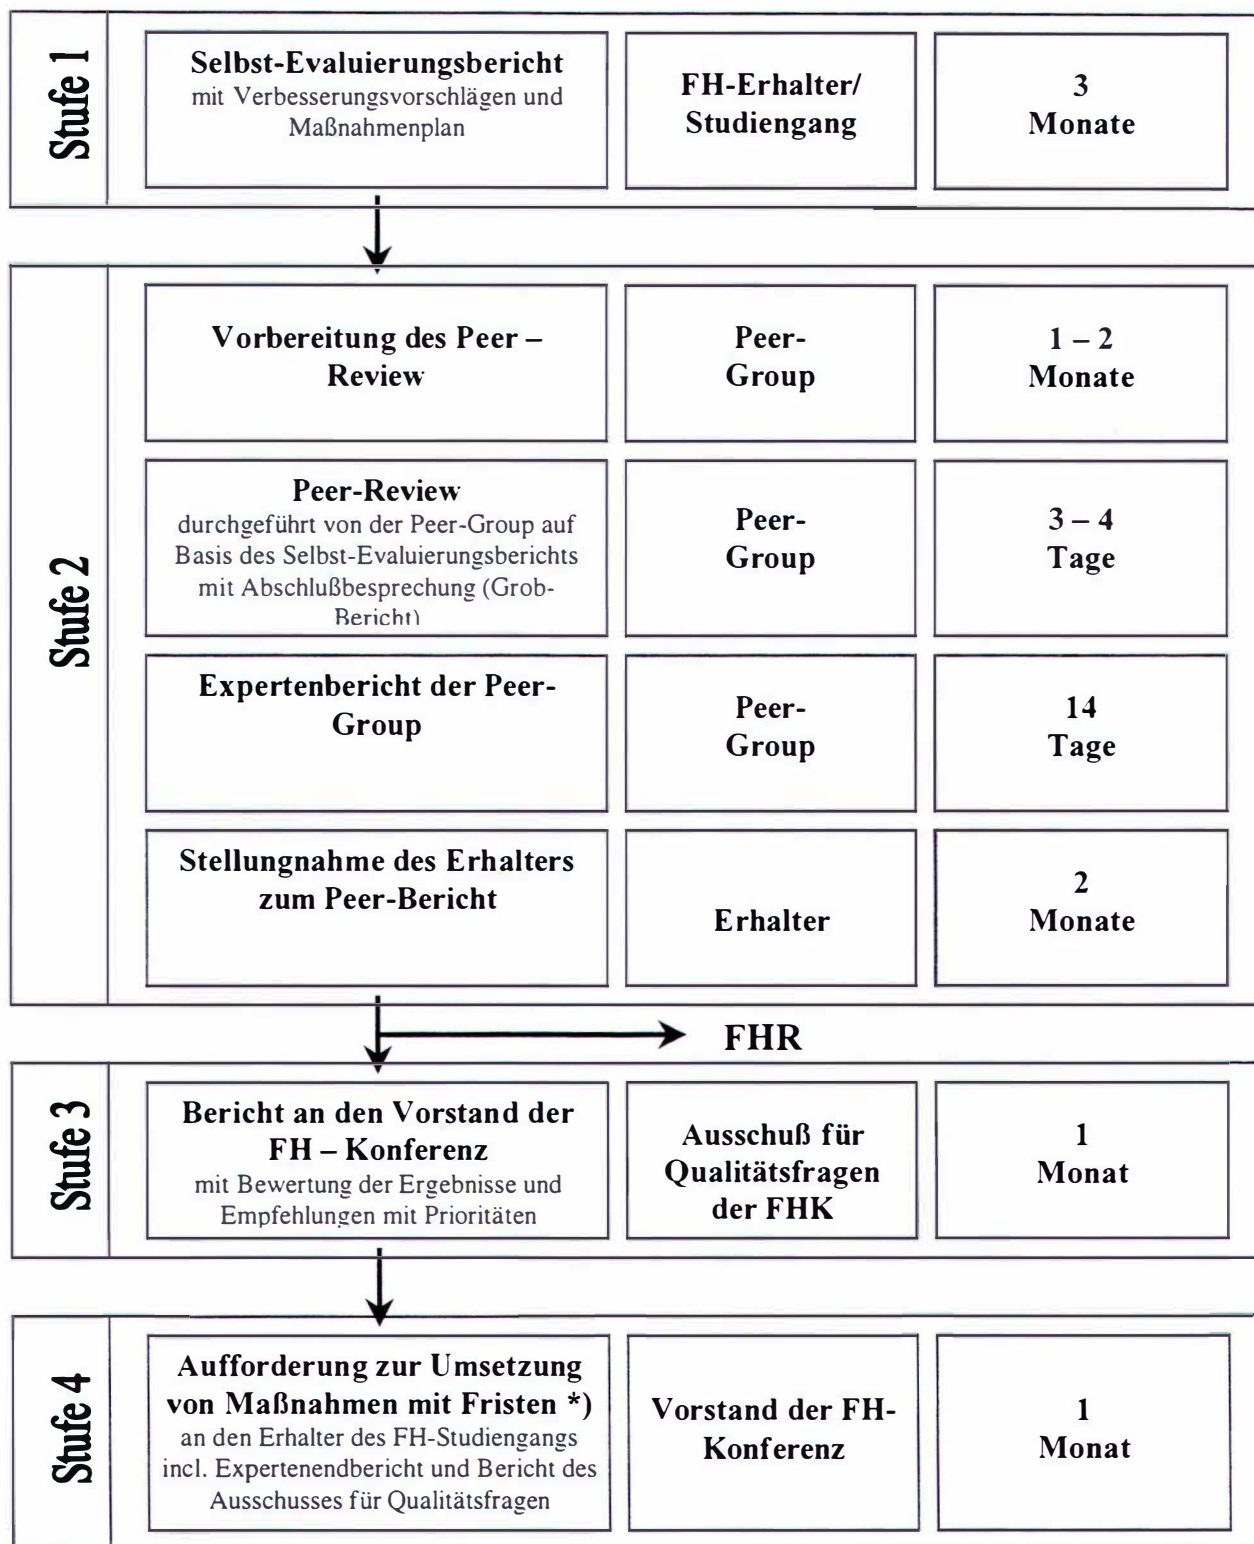 Stufe 1
Selbst-Evaluierungsbericht
mit Verbesserungsvorschlägen und
Maßnahmenplan
FH-Erhalter/
Studiengang
3
Monate
Stufe 2
Vorbereitung des Peer –
Review
Peer-
Group
1 – 2
Monate
Peer-Review
durchgeführt von der Peer-Group auf
Basis des Selbst-Evaluierungsberichts
mit Abschlußbesprechung (Grob-
Bericht)
Peer-
Group
3 – 4
Tage
Expertenbericht der Peer-
Group
Peer-
Group
14
Tage
Stellungnahme des Erhalters
zum Peer-Bericht
Erhalter
2
Monate
FHR
Stufe 3
Bericht an den Vorstand der
FH – Konferenz
mit Bewertung der Ergebnisse und
Empfehlungen mit Prioritäten
Ausschuß für
Qualitätsfragen
der FHK
1
Monat
Stufe 4
Aufforderung zur Umsetzung
von Maßnahmen mit Fristen *)
an den Erhalter des FH-Studiengangs
incl. Expertenendbericht und Bericht des
Ausschusses für Qualitätsfragen
Vorstand der FH-
Konferenz
1
Monat